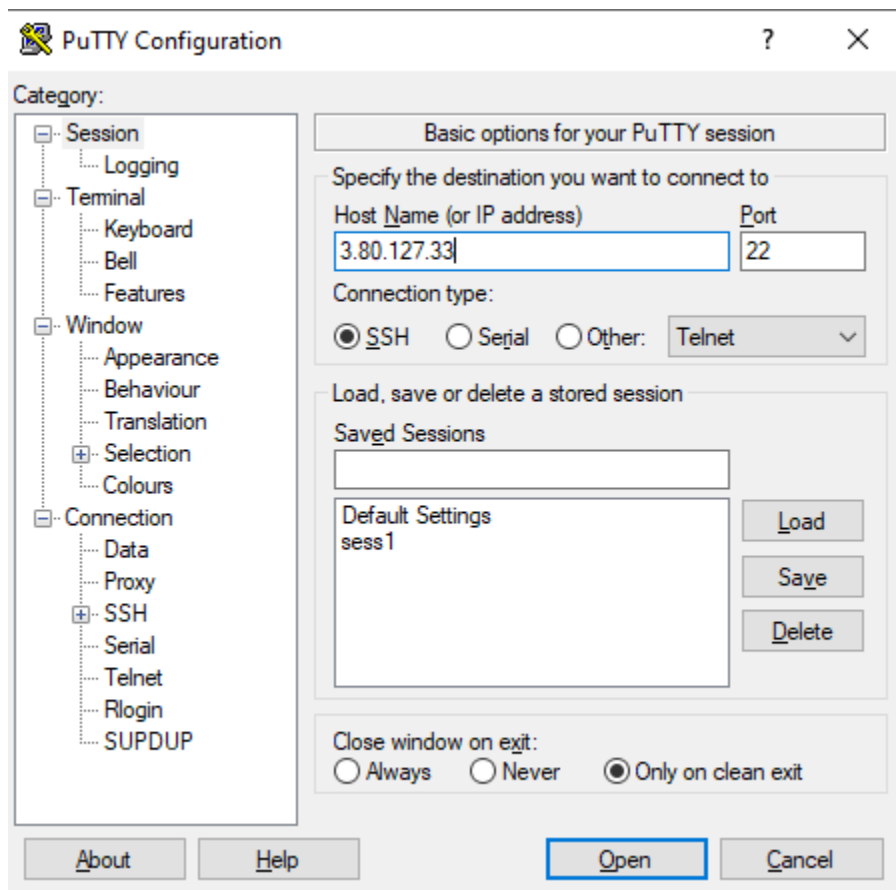 PuTTY Configuration
?
Category:
Session
Logging
Terminal
Keyboard
Bell
Features
Window
Appearance
Behaviour
Translation
Selection
Colours
Connection
Data
Proxy
SSH
Serial
Telnet
Rlogin
SUPDUP
Basic options for your PuTTY session
Specify the destination you want to connect to
Host Name (or IP address) Port
3.80.127.33 22
Connection type:
SSH Serial Other: Telnet
Load, save or delete a stored session
Saved Sessions
Default Settings
sess1
Load
Save
Delete
Close window on exit:
Always Never Only on clean exit
About Help Open Cancel